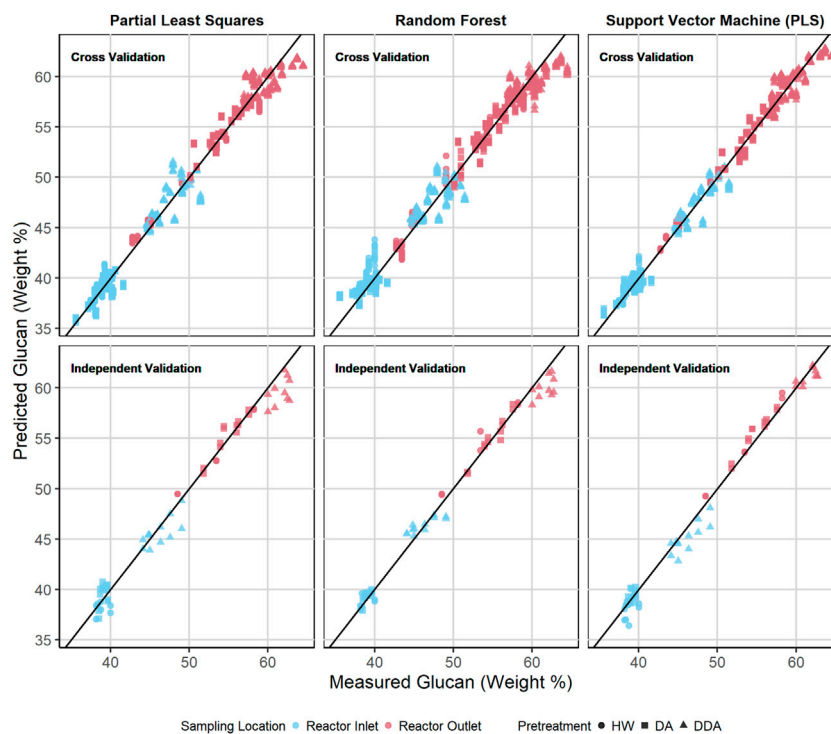 Partial Least Squares
Random Forest
Support Vector Machine (PLS)
Cross Validation
Cross Validation
Cross Validation
60
55
50
45
40
35
Independent Validation
Independent Validation
Independent Validation
60
55
50
45
40
35
Predicted Glucan (Weight %)
40 50 60
40 50 60
40 50 60
Measured Glucan (Weight %)
Sampling Location Reactor Inlet Reactor Outlet Pretreatment HW DA DDA